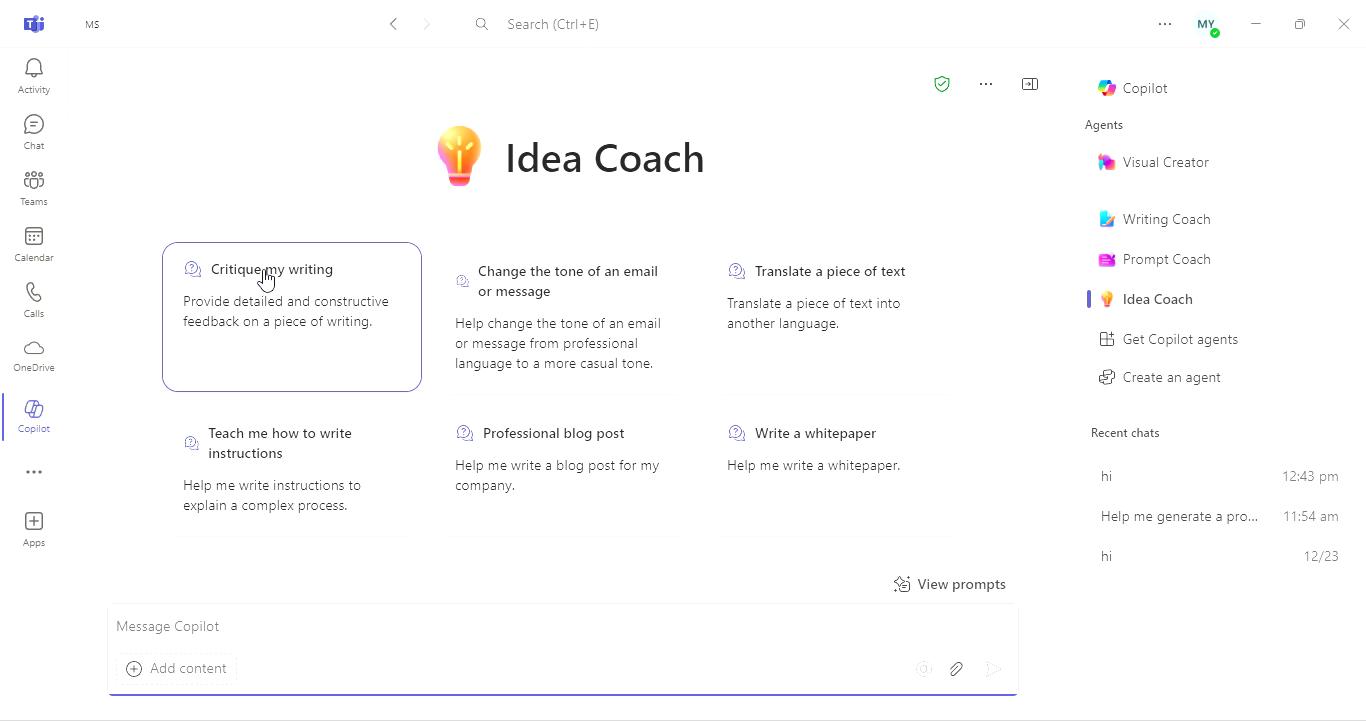 MS
Search (Ctrl+E)
MY
Activity
Chat
Teams
Calendar
Calls
OneDrive
Copilot
Apps
Idea Coach
Critique my writing
Provide detailed and constructive
feedback on a piece of writing.
Change the tone of an email
or message
Help change the tone of an email
or message from professional
language to a more casual tone.
Translate a piece of text
Translate a piece of text into
another language.
Teach me how to write
instructions
Help me write instructions to
explain a complex process.
Professional blog post
Help me write a blog post for my
company.
Write a whitepaper
Help me write a whitepaper.
View prompts
Message Copilot
Add content
Copilot
Agents
Visual Creator
Writing Coach
Prompt Coach
Idea Coach
Get Copilot agents
Create an agent
Recent chats
hi 12:43 pm
Help me generate a pro... 11:54 am
hi 12/23